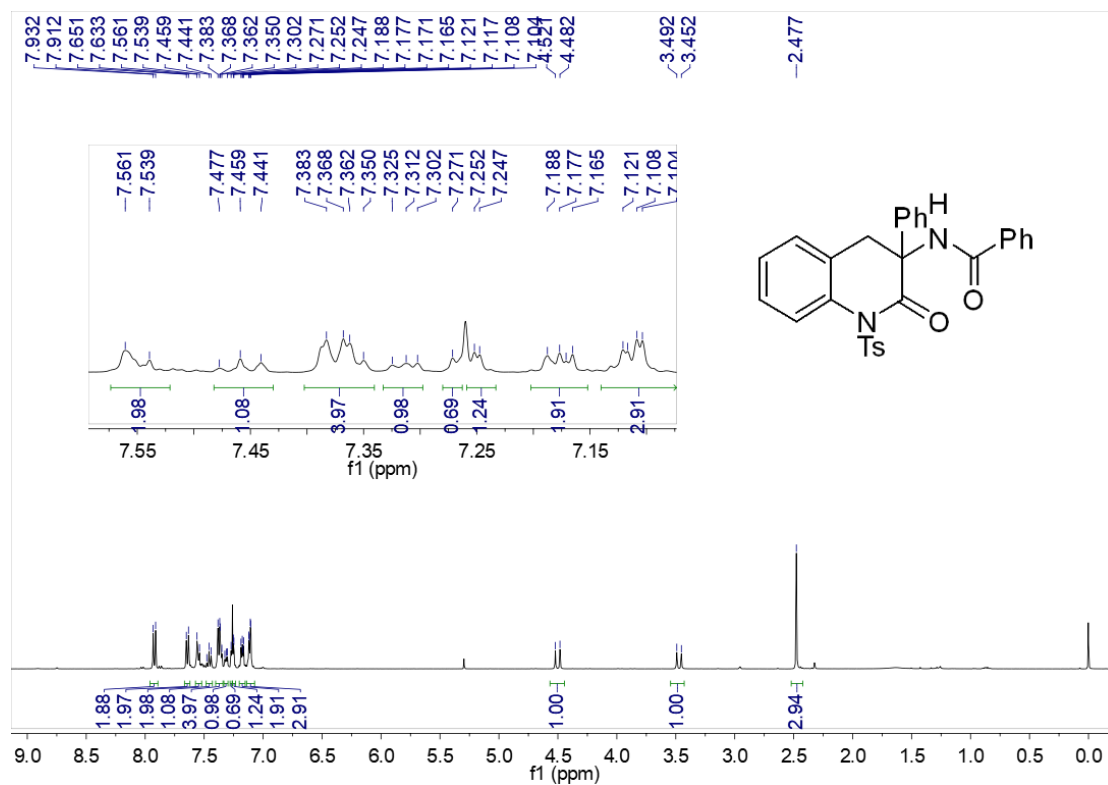 7.932 7.912 7.651 7.633 7.561 7.539 7.459 7.441 7.383 7.368 7.362 7.350 7.302 7.271 7.252 7.247 7.188 7.177 7.171 7.121 7.117 7.108 7.104 4.521 4.482 3.492 3.452 2.477
7.561 7.539 7.477 7.459 7.441 7.383 7.368 7.362 7.350 7.325 7.312 7.302 7.271 7.252 7.247 7.188 7.177 7.165 7.121 7.108 7.104
1.98 1.08 3.97 0.98 0.69 1.24 1.91 2.91
7.55 7.45 7.35 7.25 7.15
f1 (ppm)
H
Ph N Ph
O
N O
Ts
1.88 1.97 1.98 1.08 3.97 0.98 0.69 1.24 1.91 2.91 1.00 1.00 2.94
9.0 8.5 8.0 7.5 7.0 6.5 6.0 5.5 5.0 4.5 4.0 3.5 3.0 2.5 2.0 1.5 1.0 0.5 0.0
f1 (ppm)